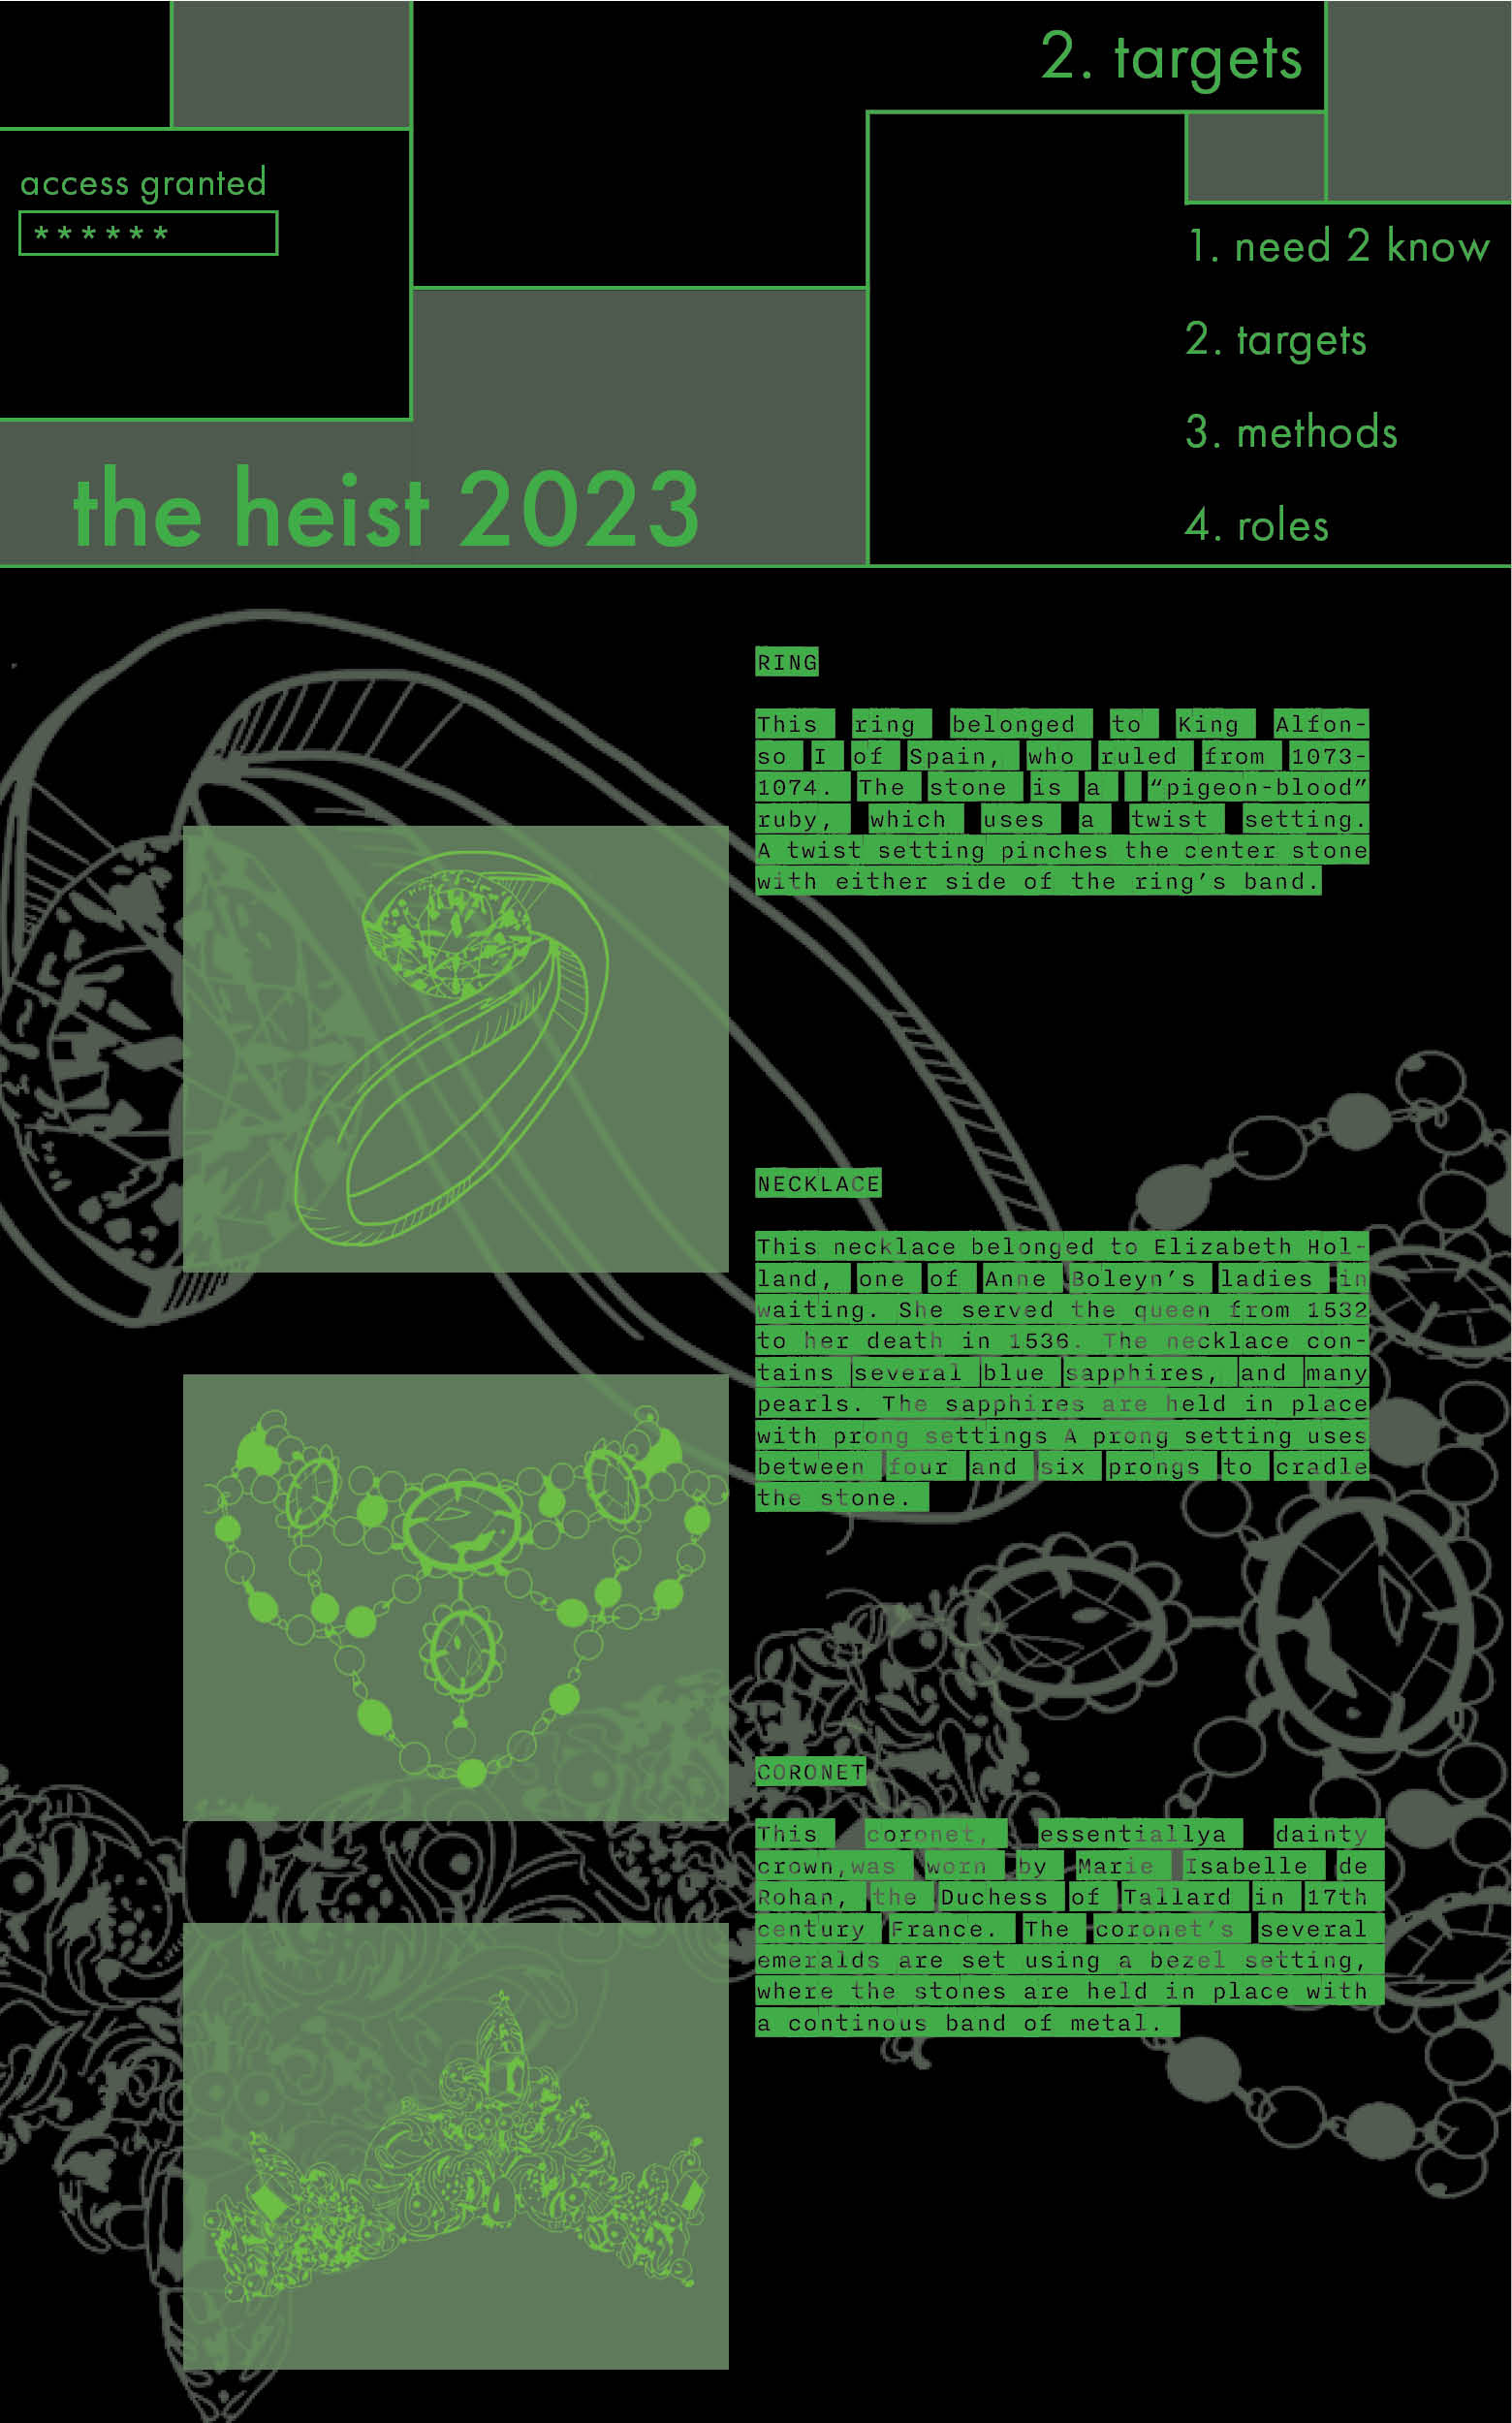 2. targets
access granted
******
1. need 2 know
2. targets
3. methods
4. roles
the heist 2023
RING
This ring belonged to King Alfon-
so I of Spain, who ruled from 1073-
1074. The stone is a “pigeon-blood”
ruby, which uses a twist setting.
A twist setting pinches the center stone
with either side of the ring’s band.
NECKLACE
This necklace belonged to Elizabeth Hol-
land, one of Anne Boleyn’s ladies in
waiting. She served the queen from 1532
to her death in 1536. The necklace con-
tains several blue sapphires, and many
pearls. The sapphires are held in place
with prong settings A prong setting uses
between four and six prongs to cradle
the stone.
CORONET
This coronet, essentiallya dainty
crown,was worn by Marie Isabelle de
Rohan, the Duchess of Tallard in 17th
century France. The coronet’s several
emeralds are set using a bezel setting,
where the stones are held in place with
a continous band of metal.